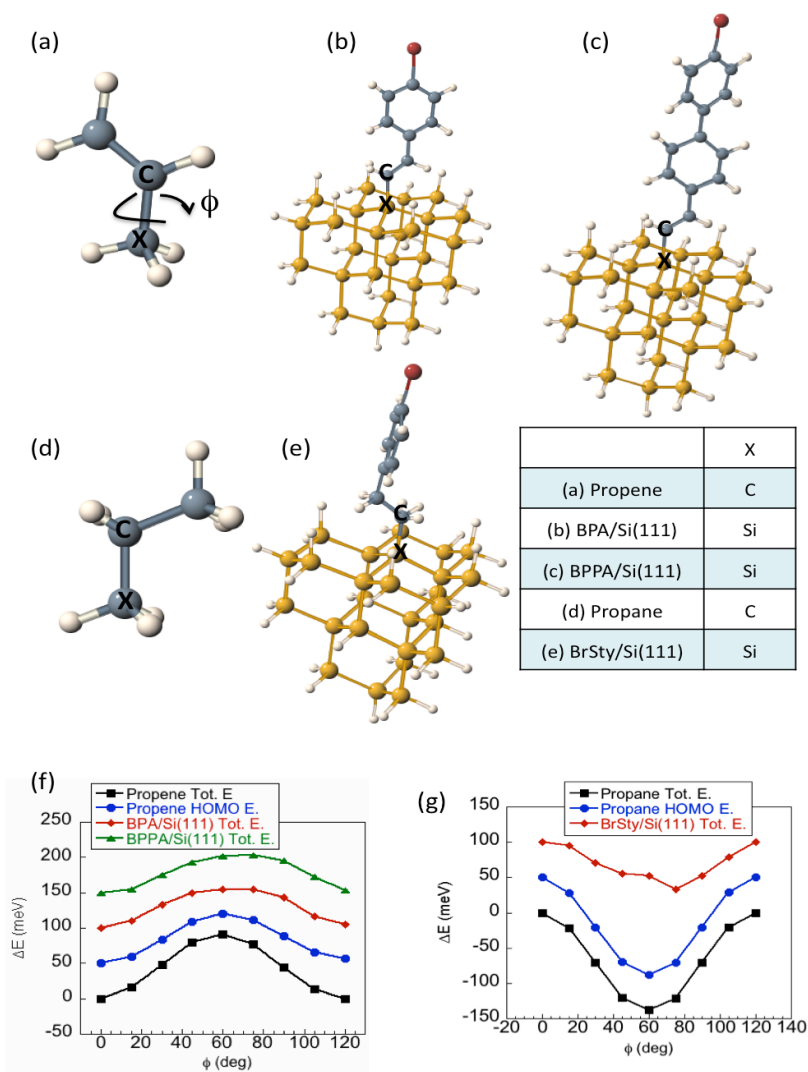 (a)
(b)
(c)
C
ϕ
X
C
X
C
X
(d)
(e)
C
X
C
X
X
(a) Propene C
(b) BPA/Si(111) Si
(c) BPPA/Si(111) Si
(d) Propane C
(e) BrSty/Si(111) Si
(f)
Propene Tot. E
Propene HOMO E.
BPA/Si(111) Tot. E.
BPPA/Si(111) Tot. E.
250
200
150
100
50
0
-50
ΔE (meV)
0 20 40 60 80 100 120
ϕ (deg)
(g)
Propane Tot. E.
Propane HOMO E.
BrSty/Si(111) Tot. E.
150
100
50
0
-50
-100
-150
ΔE (meV)
-20 0 20 40 60 80 100 120 140
ϕ (deg)